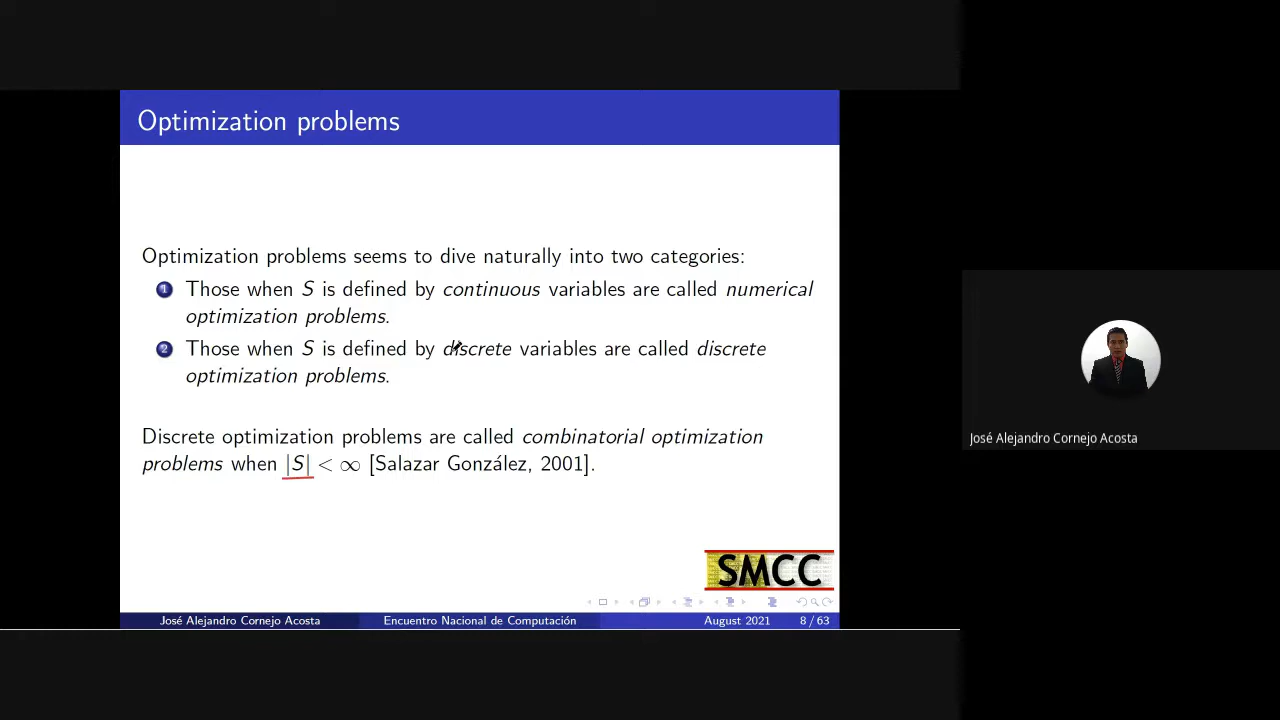 Optimization problems
Optimization problems seems to dive naturally into two categories:
1 Those when S is defined by continuous variables are called numerical
optimization problems.
2 Those when S is defined by discrete variables are called discrete
optimization problems.
Discrete optimization problems are called combinatorial optimization
problems when |S| < ∞ [Salazar González, 2001].
SMCC
José Alejandro Cornejo Acosta Encuentro Nacional de Computación August 2021 8 / 63
José Alejandro Cornejo Acosta